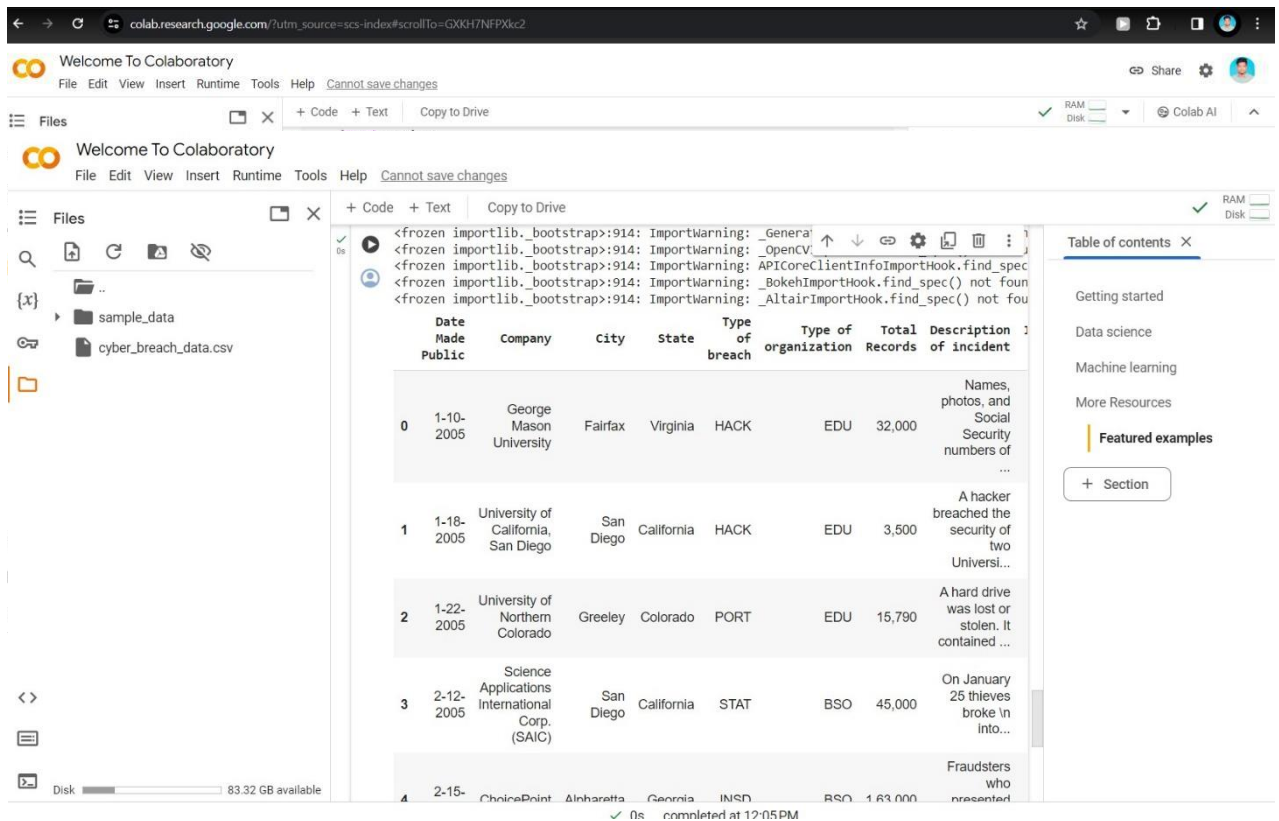 colab.research.google.com/?utm_source=scs-index#scrollTo=GXKH7NFPXkc2
Welcome To Colaboratory
File Edit View Insert Runtime Tools Help Cannot save changes
Share
Files
+ Code + Text Copy to Drive
RAM
Disk
Colab AI
Welcome To Colaboratory
File Edit View Insert Runtime Tools Help Cannot save changes
Files
+ Code + Text Copy to Drive
RAM
Disk
..
sample_data
cyber_breach_data.csv
{x}
0s
<frozen importlib._bootstrap>:914: ImportWarning: _Genera
<frozen importlib._bootstrap>:914: ImportWarning: _OpenCV
<frozen importlib._bootstrap>:914: ImportWarning: APICoreClientInfoImportHook.find_spec
<frozen importlib._bootstrap>:914: ImportWarning: _BokehImportHook.find_spec() not foun
<frozen importlib._bootstrap>:914: ImportWarning: _AltairImportHook.find_spec() not fou
Date Made Public Company City State Type of breach Type of organization Total Records Description of incident
0 1-10-2005 George Mason University Fairfax Virginia HACK EDU 32,000 Names, photos, and Social Security numbers of ...
1 1-18-2005 University of California, San Diego San Diego California HACK EDU 3,500 A hacker breached the security of two Universi...
2 1-22-2005 University of Northern Colorado Greeley Colorado PORT EDU 15,790 A hard drive was lost or stolen. It contained ...
3 2-12-2005 Science Applications International Corp. (SAIC) San Diego California STAT BSO 45,000 On January 25 thieves broke \n into...
4 2-15- ChoicePoint Alpharetta Georgia INSD BSO 1,63,000 Fraudsters who presented
Table of contents
Getting started
Data science
Machine learning
More Resources
Featured examples
+ Section
Disk 83.32 GB available
0s completed at 12:05 PM